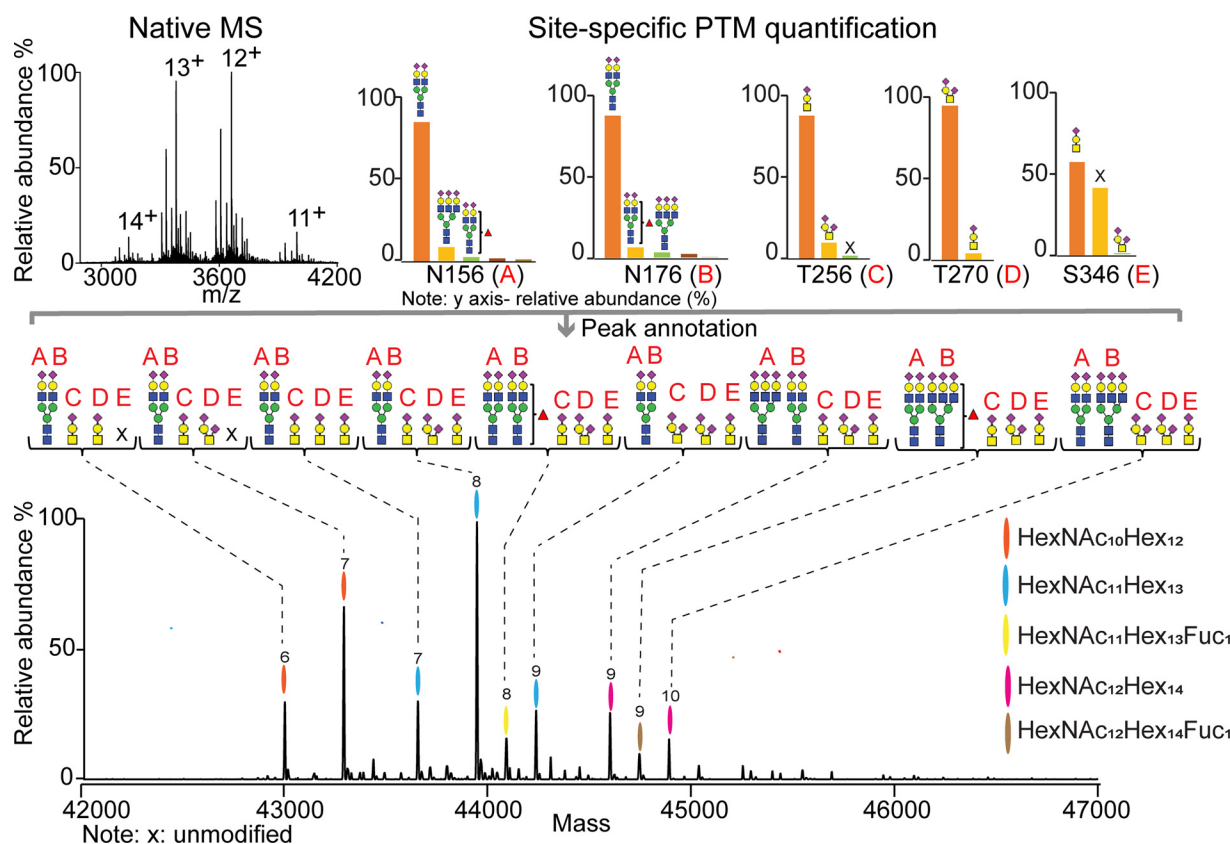 Native MS
Site-specific PTM quantification
Relative abundance %
100
50
0
14+
13+
12+
11+
3000 3600 4200
m/z
100
50
0
N156 (A)
100
50
0
N176 (B)
100
50
0
X
T256 (C)
100
50
0
T270 (D)
100
50
0
X
S346 (E)
Note: y axis- relative abundance (%)
Peak annotation
A B C D E X
A B C D E X
A B C D E
A B C D E
A B C D E
A B C D E
A B C D E
A B C D E
A B C D E
Relative abundance %
100
50
0
6
7
7
8
8
9
9
9
10
HexNAc₁₀Hex₁₂
HexNAc₁₁Hex₁₃
HexNAc₁₁Hex₁₃Fuc₁
HexNAc₁₂Hex₁₄
HexNAc₁₂Hex₁₄Fuc₁
42000 43000 44000 45000 46000 47000
Mass
Note: x: unmodified